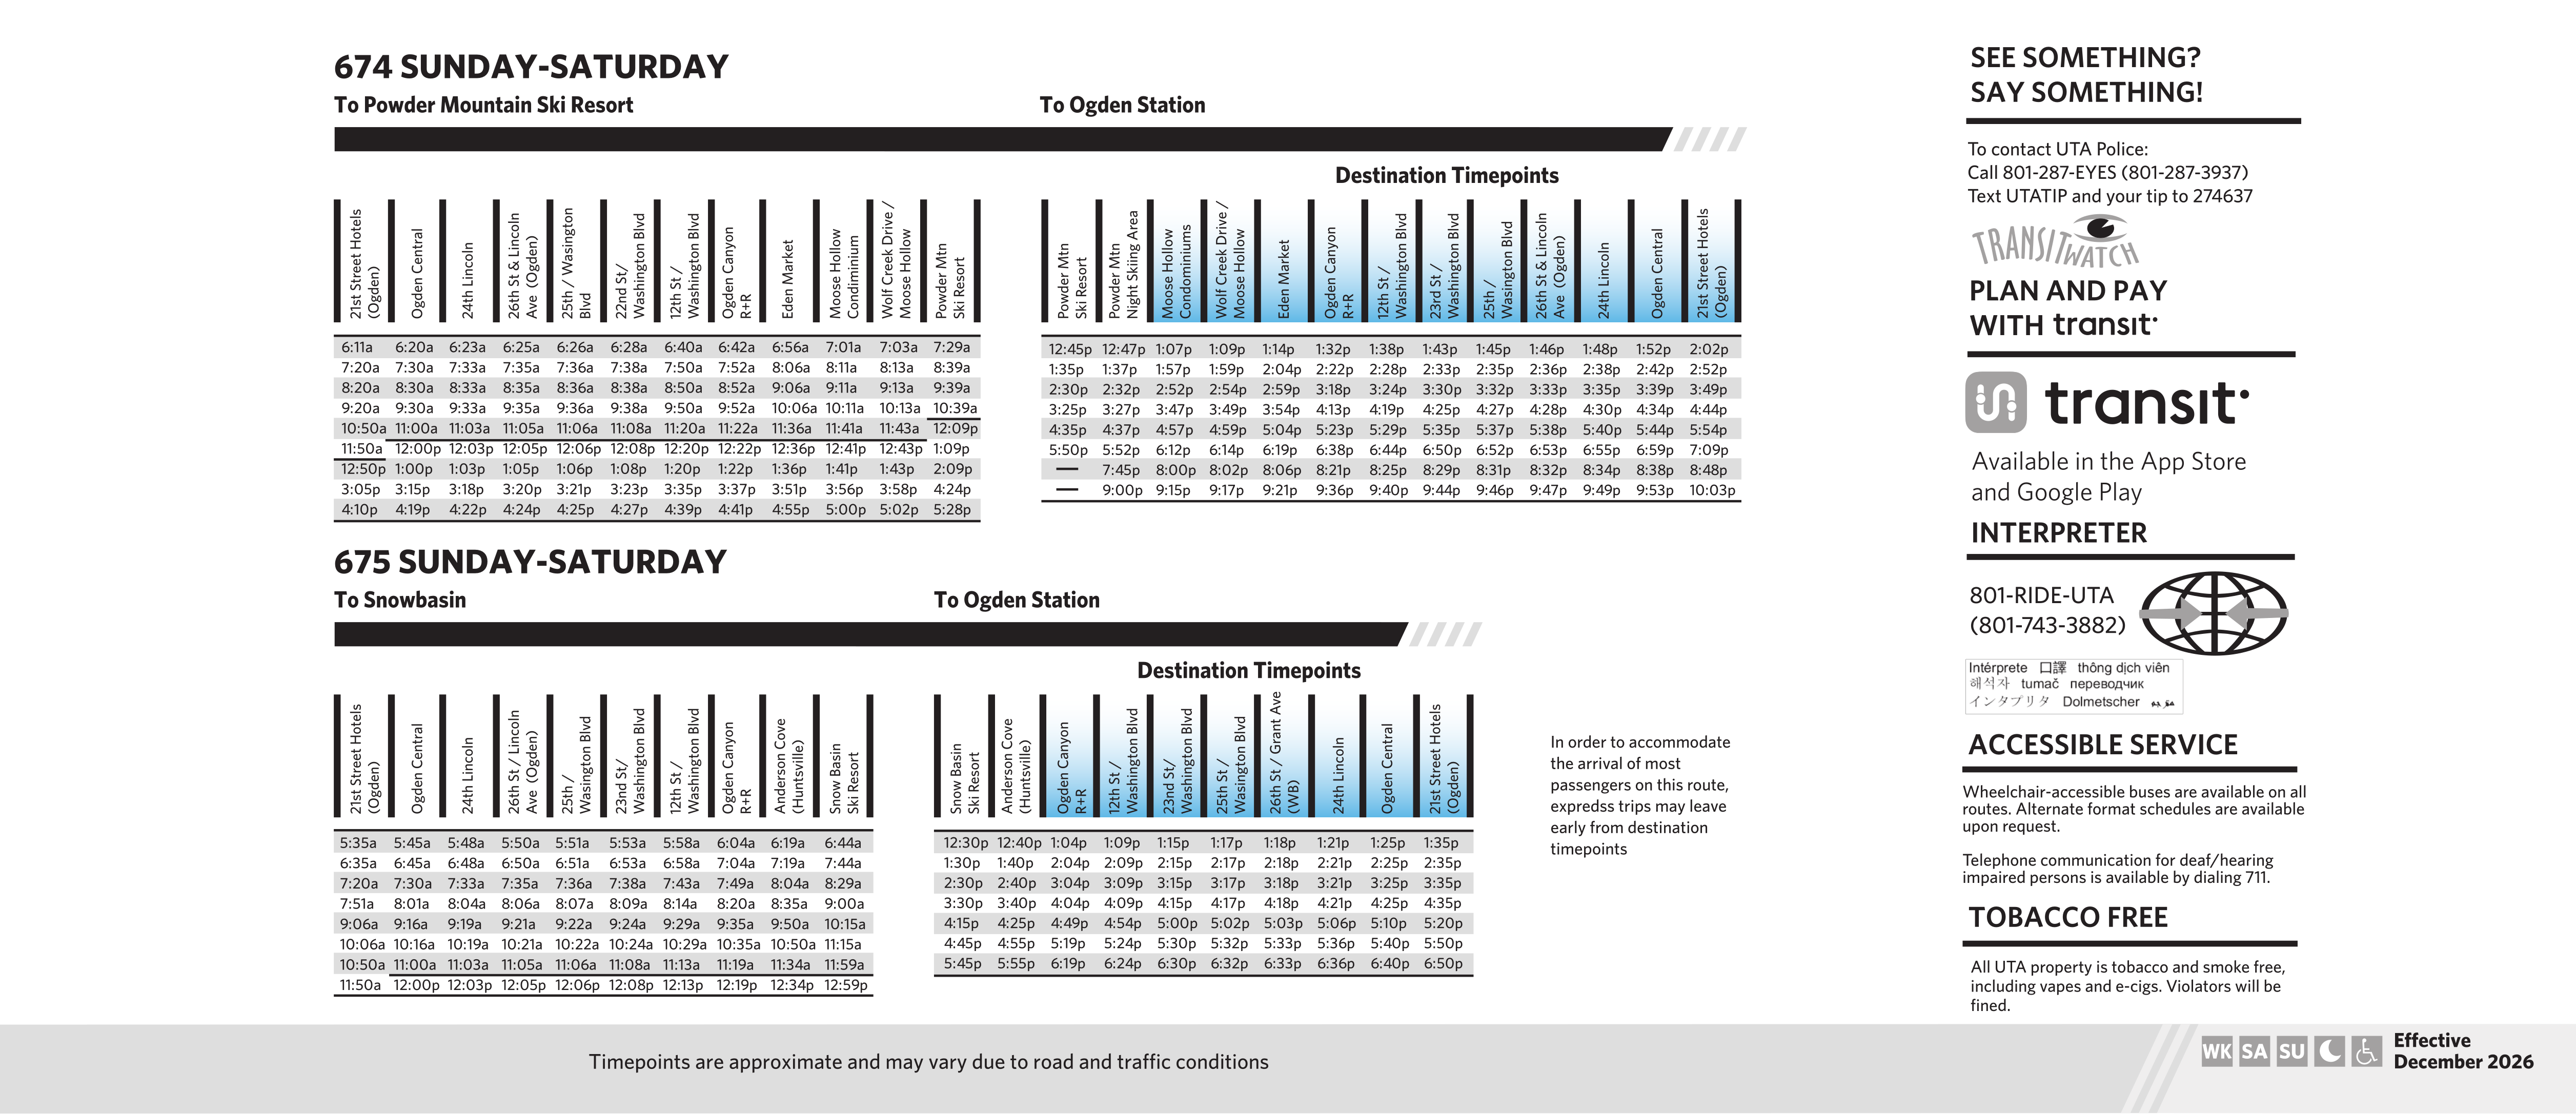 674 SUNDAY-SATURDAY
To Powder Mountain Ski Resort
To Ogden Station
Destination Timepoints
21st Street Hotels (Ogden)
Ogden Central
24th Lincoln
26th St & Lincoln Ave (Ogden)
25th / Washington Blvd
22nd St/ Washington Blvd
12th St / Washington Blvd
Ogden Canyon R+R
Eden Market
Moose Hollow Condiminium
Wolf Creek Drive / Moose Hollow
Powder Mtn Ski Resort
6:11a 6:20a 6:23a 6:25a 6:26a 6:28a 6:40a 6:42a 6:56a 7:01a 7:03a 7:29a
7:20a 7:30a 7:33a 7:35a 7:36a 7:38a 7:50a 7:52a 8:06a 8:11a 8:13a 8:39a
8:20a 8:30a 8:33a 8:35a 8:36a 8:38a 8:50a 8:52a 9:06a 9:11a 9:13a 9:39a
9:20a 9:30a 9:33a 9:35a 9:36a 9:38a 9:50a 9:52a 10:06a 10:11a 10:13a 10:39a
10:50a 11:00a 11:03a 11:05a 11:06a 11:08a 11:20a 11:22a 11:36a 11:41a 11:43a 12:09p
11:50a 12:00p 12:03p 12:05p 12:06p 12:08p 12:20p 12:22p 12:36p 12:41p 12:43p 1:09p
12:50p 1:00p 1:03p 1:05p 1:06p 1:08p 1:20p 1:22p 1:36p 1:41p 1:43p 2:09p
3:05p 3:15p 3:18p 3:20p 3:21p 3:23p 3:35p 3:37p 3:51p 3:56p 3:58p 4:24p
4:10p 4:19p 4:22p 4:24p 4:25p 4:27p 4:39p 4:41p 4:55p 5:00p 5:02p 5:28p
Powder Mtn Ski Resort
Powder Mtn Night Skiing Area
Moose Hollow Condominiums
Wolf Creek Drive / Moose Hollow
Eden Market
Ogden Canyon R+R
12th St / Washington Blvd
23rd St / Washington Blvd
25th / Wasington Blvd
26th St & Lincoln Ave (Ogden)
24th Lincoln
Ogden Central
21st Street Hotels (Ogden)
12:45p 12:47p 1:07p 1:09p 1:14p 1:32p 1:38p 1:43p 1:45p 1:46p 1:48p 1:52p 2:02p
1:35p 1:37p 1:57p 1:59p 2:04p 2:22p 2:28p 2:33p 2:35p 2:36p 2:38p 2:42p 2:52p
2:30p 2:32p 2:52p 2:54p 2:59p 3:18p 3:24p 3:30p 3:32p 3:33p 3:35p 3:39p 3:49p
3:25p 3:27p 3:47p 3:49p 3:54p 4:13p 4:19p 4:25p 4:27p 4:28p 4:30p 4:34p 4:44p
4:35p 4:37p 4:57p 4:59p 5:04p 5:23p 5:29p 5:35p 5:37p 5:38p 5:40p 5:44p 5:54p
5:50p 5:52p 6:12p 6:14p 6:19p 6:38p 6:44p 6:50p 6:52p 6:53p 6:55p 6:59p 7:09p
— 7:45p 8:00p 8:02p 8:06p 8:21p 8:25p 8:29p 8:31p 8:32p 8:34p 8:38p 8:48p
— 9:00p 9:15p 9:17p 9:21p 9:36p 9:40p 9:44p 9:46p 9:47p 9:49p 9:53p 10:03p
675 SUNDAY-SATURDAY
To Snowbasin
To Ogden Station
Destination Timepoints
21st Street Hotels (Ogden)
Ogden Central
24th Lincoln
26th St / Lincoln Ave (Ogden)
25th / Washington Blvd
23nd St/ Washington Blvd
12th St / Washington Blvd
Ogden Canyon R+R
Anderson Cove (Huntsville)
Snow Basin Ski Resort
5:35a 5:45a 5:48a 5:50a 5:51a 5:53a 5:58a 6:04a 6:19a 6:44a
6:35a 6:45a 6:48a 6:50a 6:51a 6:53a 6:58a 7:04a 7:19a 7:44a
7:20a 7:30a 7:33a 7:35a 7:36a 7:38a 7:43a 7:49a 8:04a 8:29a
7:51a 8:01a 8:04a 8:06a 8:07a 8:09a 8:14a 8:20a 8:35a 9:00a
9:06a 9:16a 9:19a 9:21a 9:22a 9:24a 9:29a 9:35a 9:50a 10:15a
10:06a 10:16a 10:19a 10:21a 10:22a 10:24a 10:29a 10:35a 10:50a 11:15a
10:50a 11:00a 11:03a 11:05a 11:06a 11:08a 11:13a 11:19a 11:34a 11:59a
11:50a 12:00p 12:03p 12:05p 12:06p 12:08p 12:13p 12:19p 12:34p 12:59p
Snow Basin Ski Resort
Anderson Cove (Huntsville)
Ogden Canyon R+R
12th St / Washington Blvd
23nd St/ Washington Blvd
25th St / Washington Blvd
26th St / Grant Ave (WB)
24th Lincoln
Ogden Central
21st Street Hotels (Ogden)
12:30p 12:40p 1:04p 1:09p 1:15p 1:17p 1:18p 1:21p 1:25p 1:35p
1:30p 1:40p 2:04p 2:09p 2:15p 2:17p 2:18p 2:21p 2:25p 2:35p
2:30p 2:40p 3:04p 3:09p 3:15p 3:17p 3:18p 3:21p 3:25p 3:35p
3:30p 3:40p 4:04p 4:09p 4:15p 4:17p 4:18p 4:21p 4:25p 4:35p
4:15p 4:25p 4:49p 4:54p 5:00p 5:02p 5:03p 5:06p 5:10p 5:20p
4:45p 4:55p 5:19p 5:24p 5:30p 5:32p 5:33p 5:36p 5:40p 5:50p
5:45p 5:55p 6:19p 6:24p 6:30p 6:32p 6:33p 6:36p 6:40p 6:50p
In order to accommodate
the arrival of most
passengers on this route,
expredss trips may leave
early from destination
timepoints
SEE SOMETHING?
SAY SOMETHING!
To contact UTA Police:
Call 801-287-EYES (801-287-3937)
Text UTATIP and your tip to 274637
TRANSITWATCH
PLAN AND PAY
WITH transit
transit
Available in the App Store
and Google Play
INTERPRETER
801-RIDE-UTA
(801-743-3882)
Intérprete 口譯 thông dịch viên
해석자 tumač переводчик
インタプリタ Dolmetscher
ACCESSIBLE SERVICE
Wheelchair-accessible buses are available on all
routes. Alternate format schedules are available
upon request.
Telephone communication for deaf/hearing
impaired persons is available by dialing 711.
TOBACCO FREE
All UTA property is tobacco and smoke free,
including vapes and e-cigs. Violators will be
fined.
Timepoints are approximate and may vary due to road and traffic conditions
WK SA SU
Effective
December 2026